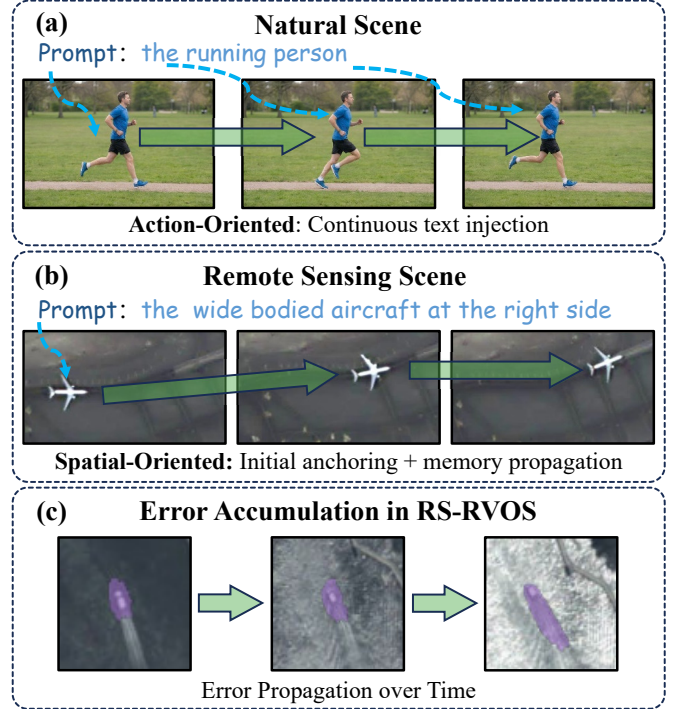 (a) Natural Scene
Prompt: the running person
Action-Oriented: Continuous text injection
(b) Remote Sensing Scene
Prompt: the wide bodied aircraft at the right side
Spatial-Oriented: Initial anchoring + memory propagation
(c) Error Accumulation in RS-RVOS
Error Propagation over Time